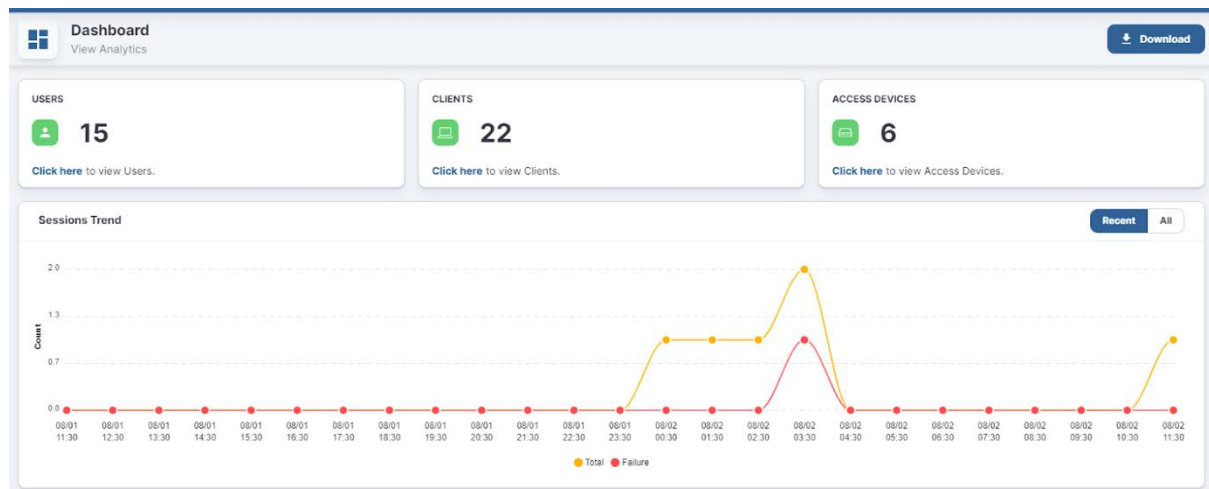 Dashboard
View Analytics
Download
USERS
15
Click here to view Users.
CLIENTS
22
Click here to view Clients.
ACCESS DEVICES
6
Click here to view Access Devices.
Sessions Trend
Recent All
2.0
1.3
0.7
0.0
Count
08/01 08/01 08/01 08/01 08/01 08/01 08/01 08/01 08/01 08/01 08/01 08/01 08/01 08/02 08/02 08/02 08/02 08/02 08/02 08/02 08/02 08/02 08/02 08/02 08/02
11:30 12:30 13:30 14:30 15:30 16:30 17:30 18:30 19:30 20:30 21:30 22:30 23:30 00:30 01:30 02:30 03:30 04:30 05:30 06:30 07:30 08:30 09:30 10:30 11:30
Total Failure